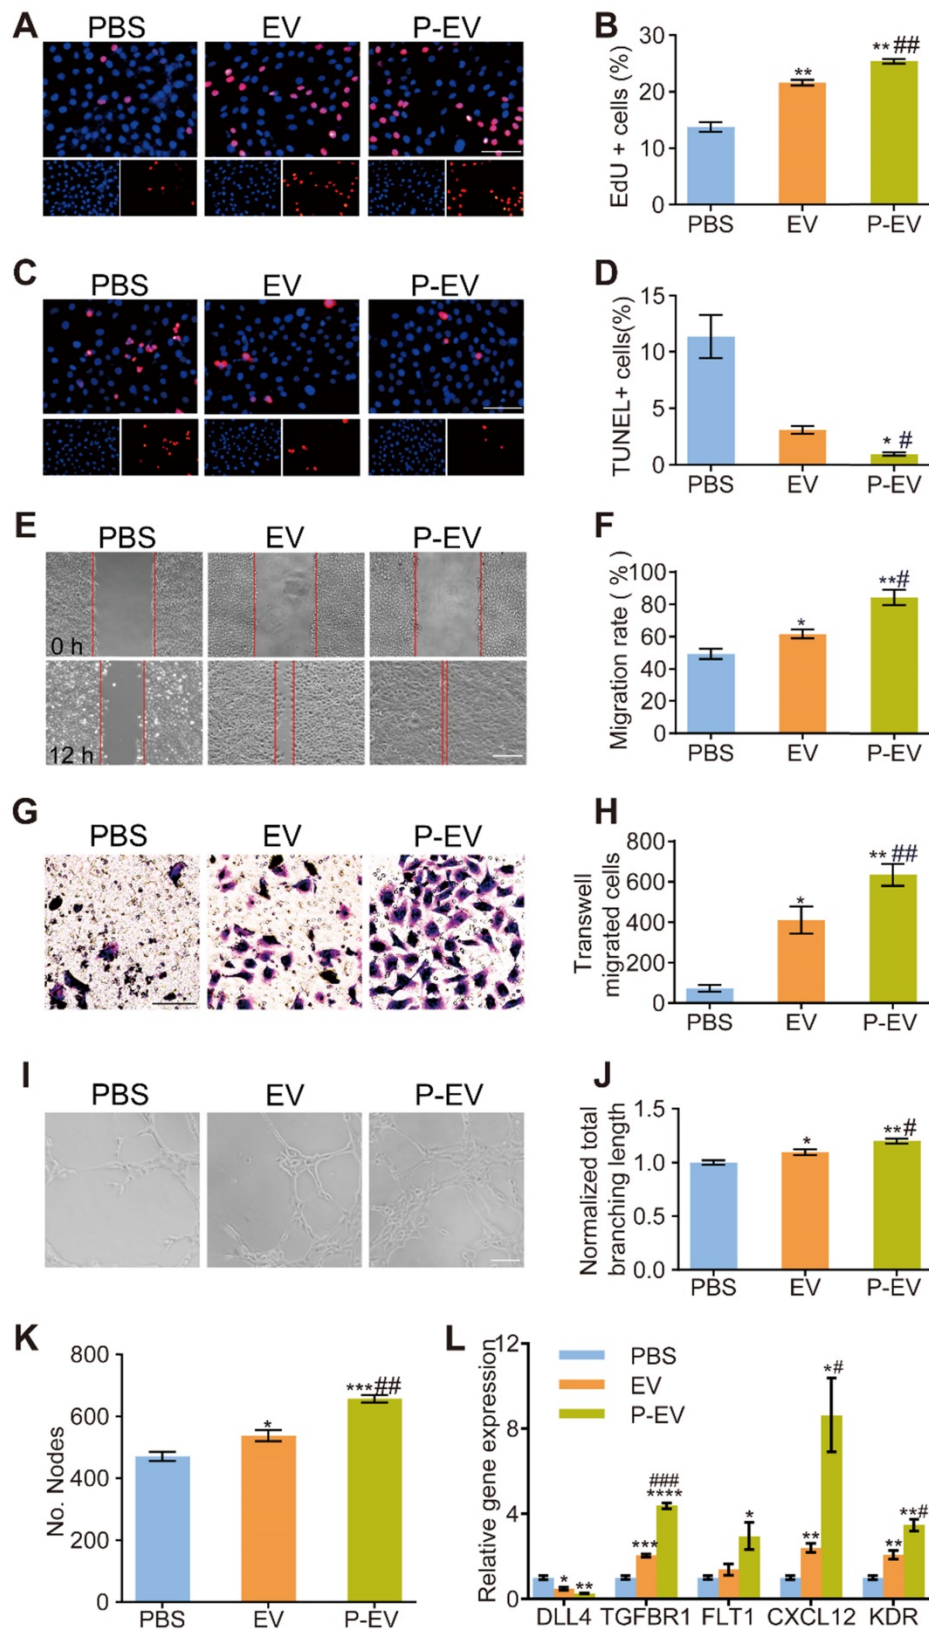 A PBS EV P-EV
B
EdU + cells (%)
30
20
10
0
PBS EV P-EV
** **##
C PBS EV P-EV
D
TUNEL+ cells(%)
15
10
5
0
PBS EV P-EV
* #
E PBS EV P-EV
0 h
12 h
F
Migration rate ( %)
100
80
60
40
20
0
PBS EV P-EV
* **#
G PBS EV P-EV
H
Transwell
migrated cells
800
600
400
200
0
PBS EV P-EV
* **##
I PBS EV P-EV
J
Normalized total
branching length
1.5
1.0
0.5
0.0
PBS EV P-EV
* **#
K
No. Nodes
800
600
400
200
0
PBS EV P-EV
* ***##
L
Relative gene expression
12
8
4
0
PBS
EV
P-EV
* **
***
###
****
*
**
*#
**
**#
DLL4 TGFBR1 FLT1 CXCL12 KDR